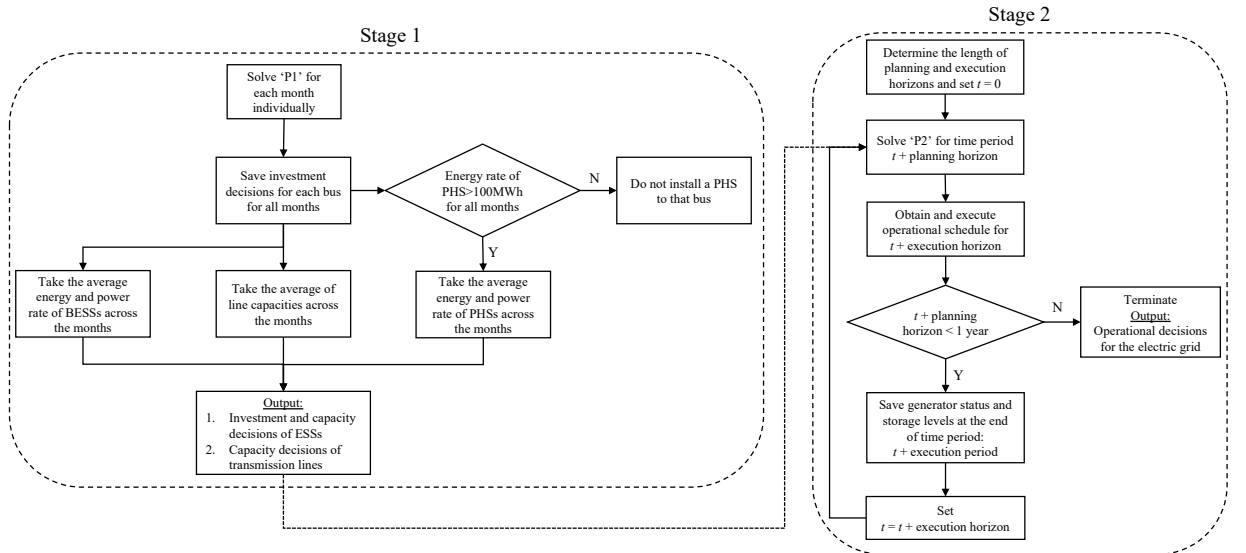 Stage 1
Solve ‘P1’ for
each month
individually
Save investment
decisions for each bus
for all months
Energy rate of
PHS>100MWh
for all months
N
Do not install a PHS
to that bus
Y
Take the average
energy and power
rate of BESSs across
the months
Take the average of
line capacities across
the months
Take the average
energy and power
rate of PHSs across
the months
Output:
1. Investment and capacity
decisions of ESSs
2. Capacity decisions of
transmission lines
Stage 2
Determine the length of
planning and execution
horizons and set t = 0
Solve ‘P2’ for time period
t + planning horizon
Obtain and execute
operational schedule for
t + execution horizon
t + planning
horizon < 1 year
N
Terminate
Output:
Operational decisions
for the electric grid
Y
Save generator status and
storage levels at the end
of time period:
t + execution period
Set
t = t + execution horizon